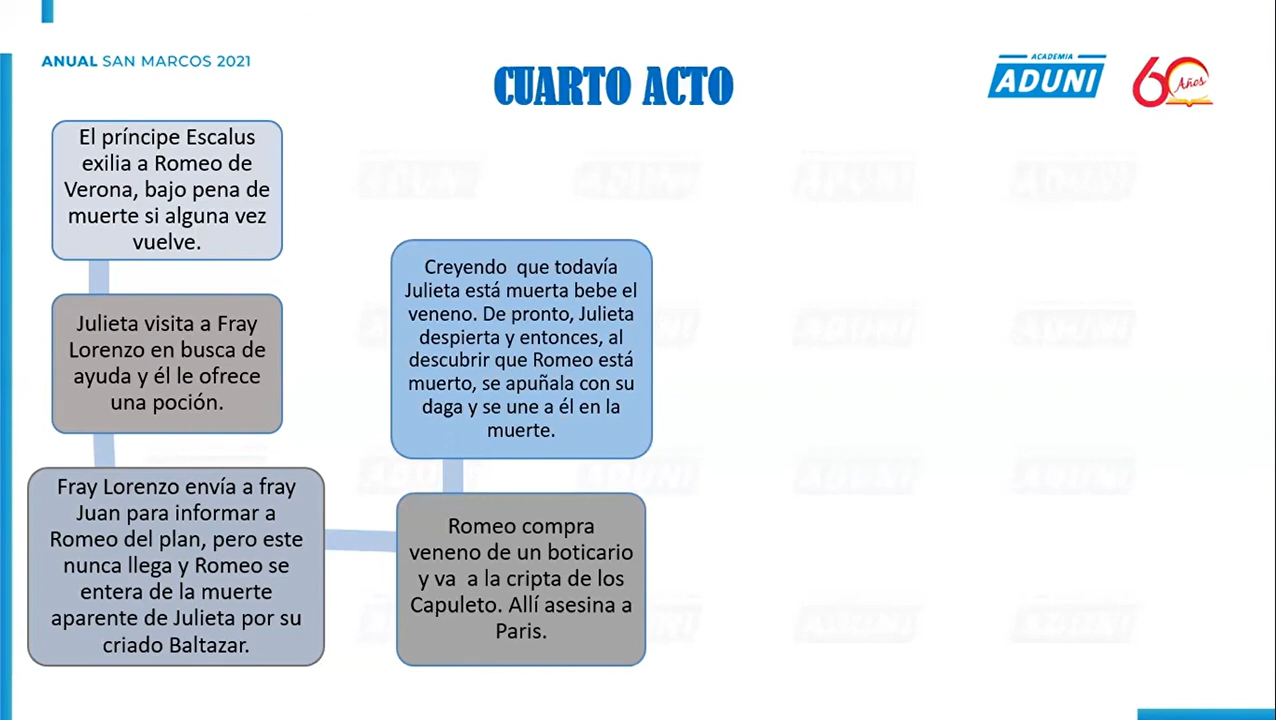 ANUAL SAN MARCOS 2021
CUARTO ACTO
ACADEMIA
ADUNI
60
Años
El príncipe Escalus
exilia a Romeo de
Verona, bajo pena de
muerte si alguna vez
vuelve.
Julieta visita a Fray
Lorenzo en busca de
ayuda y él le ofrece
una poción.
Fray Lorenzo envía a fray
Juan para informar a
Romeo del plan, pero este
nunca llega y Romeo se
entera de la muerte
aparente de Julieta por su
criado Baltazar.
Romeo compra
veneno de un boticario
y va a la cripta de los
Capuleto. Allí asesina a
Paris.
Creyendo que todavía
Julieta está muerta bebe el
veneno. De pronto, Julieta
despierta y entonces, al
descubrir que Romeo está
muerto, se apuñala con su
daga y se une a él en la
muerte.